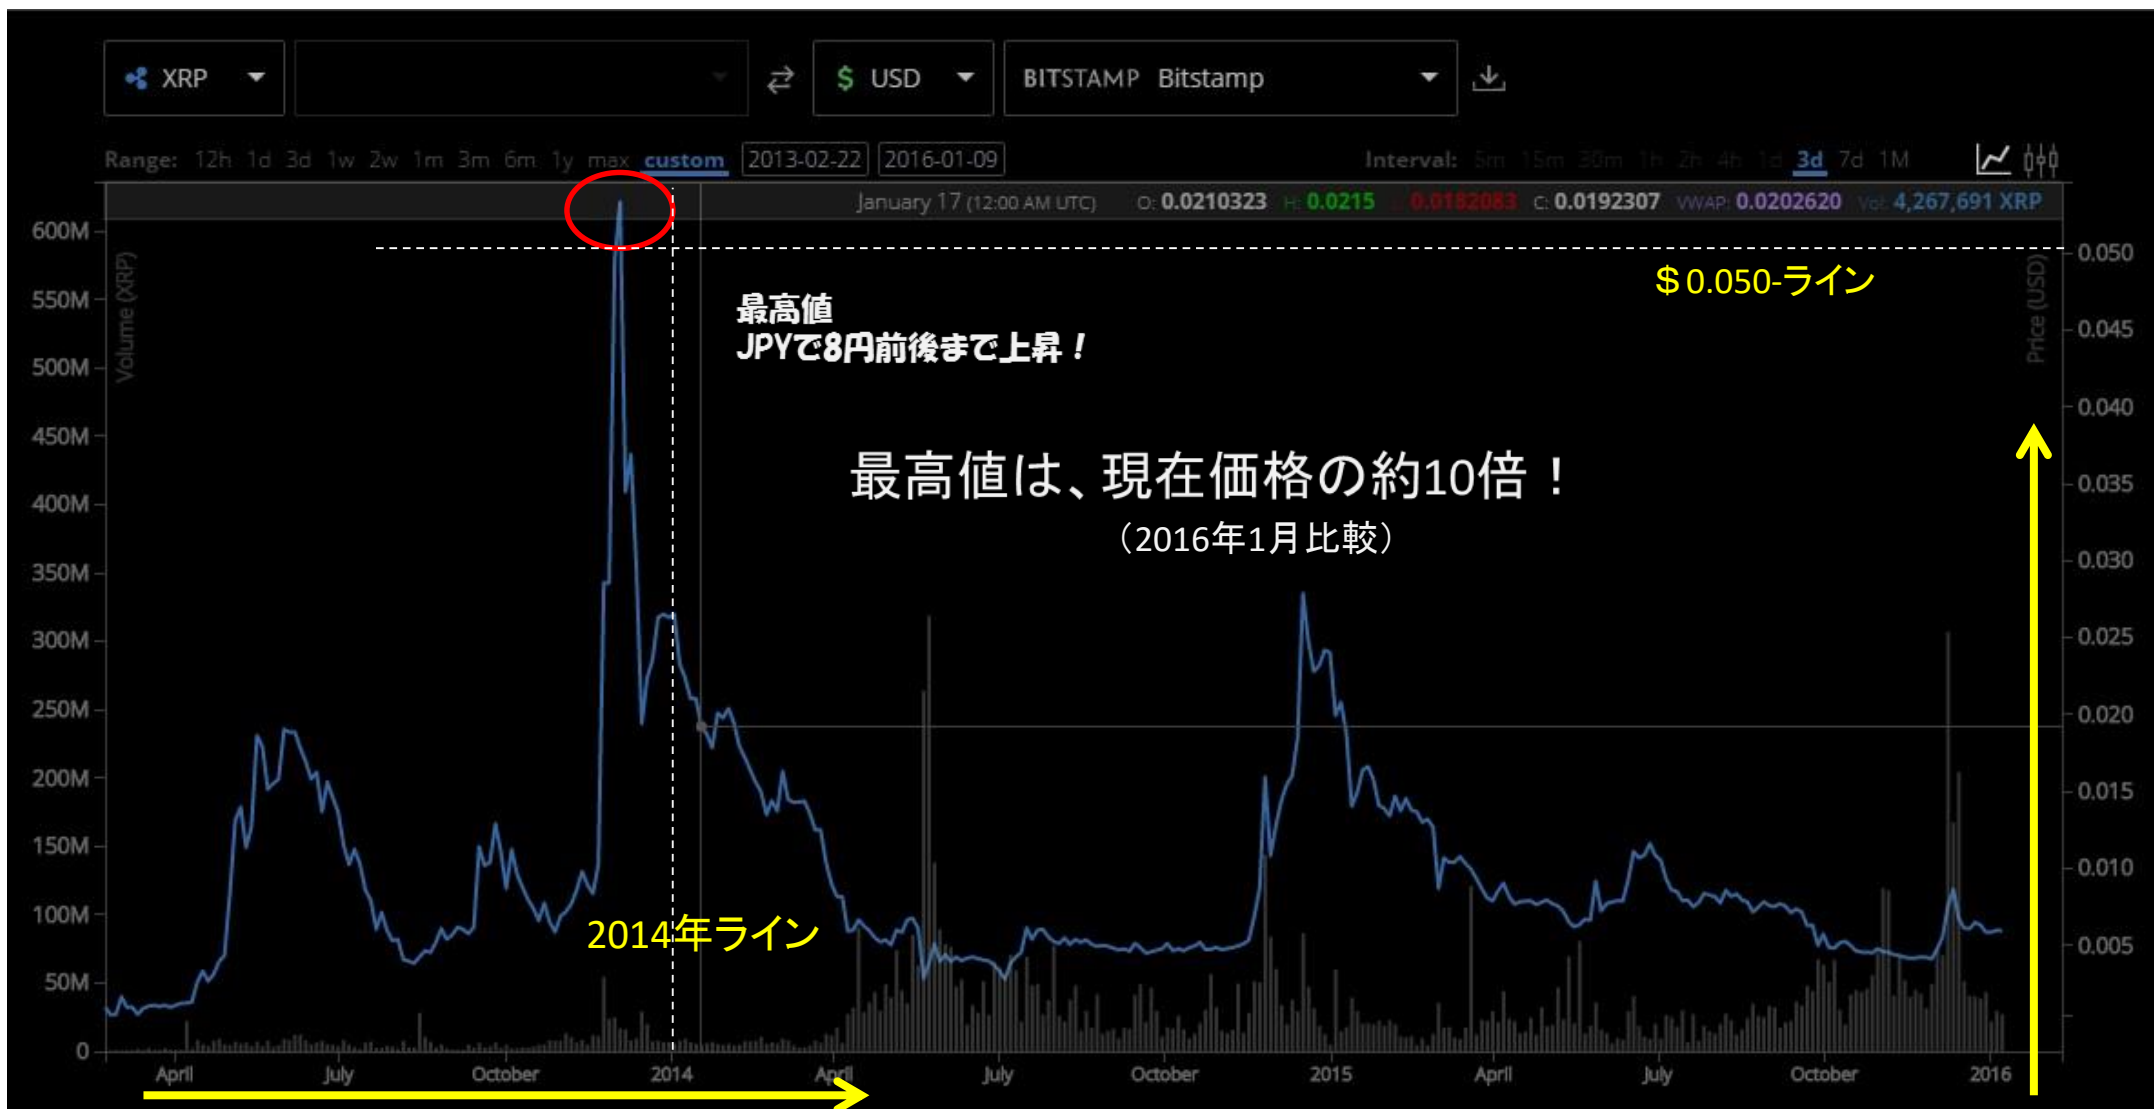 XRP
$ USD
BITSTAMP Bitstamp
Range: 12h 1d 3d 1w 2w 1m 3m 6m 1y max custom 2013-02-22 2016-01-09
Interval: 5m 15m 30m 1h 2h 4h 1d 3d 7d 1M
January 17 (12:00 AM UTC) O: 0.0210323 H: 0.0215 0.0182083 C: 0.0192307 VWAP: 0.0202620 Vol: 4,267,691 XRP
600M
550M
500M
450M
400M
350M
300M
250M
200M
150M
100M
50M
0
Volume (XRP)
最高値
JPYで8円前後まで上昇！
＄0.050-ライン
最高値は、現在価格の約10倍！
（2016年1月比較）
2014年ライン
Price (USD)
0.050
0.045
0.040
0.035
0.030
0.025
0.020
0.015
0.010
0.005
April July October 2014 April July October 2015 April July October 2016